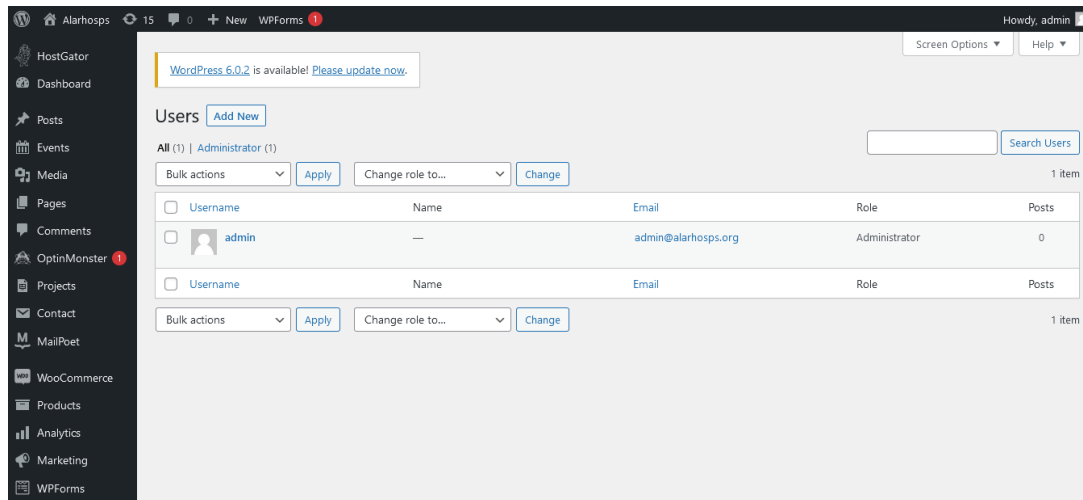 Alarhosps 15 0 + New WPForms 1 Howdy, admin
Screen Options ▼ Help ▼
HostGator
Dashboard
Posts
Events
Media
Pages
Comments
OptinMonster 1
Projects
Contact
MailPoet
WooCommerce
Products
Analytics
Marketing
WPForms
WordPress 6.0.2 is available! Please update now.
Users Add New
All (1) | Administrator (1)
Search Users
Bulk actions Apply Change role to... Change 1 item
Username Name Email Role Posts
admin — admin@alarhosps.org Administrator 0
Username Name Email Role Posts
Bulk actions Apply Change role to... Change 1 item